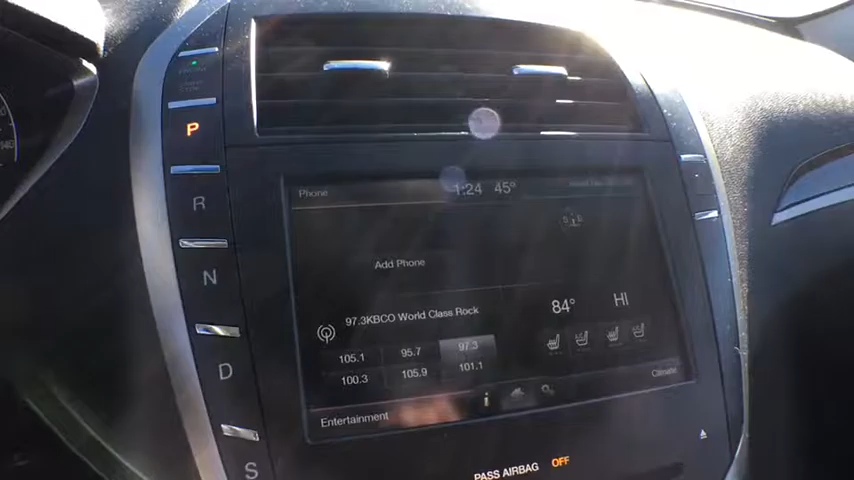 P
R
N
D
S
Phone
1:24 45°
Add Phone
84° HI
97.3KBCO World Class Rock
105.1 95.7 97.3
100.3 105.9 101.1
Entertainment
Climate
PASS AIRBAG OFF
140